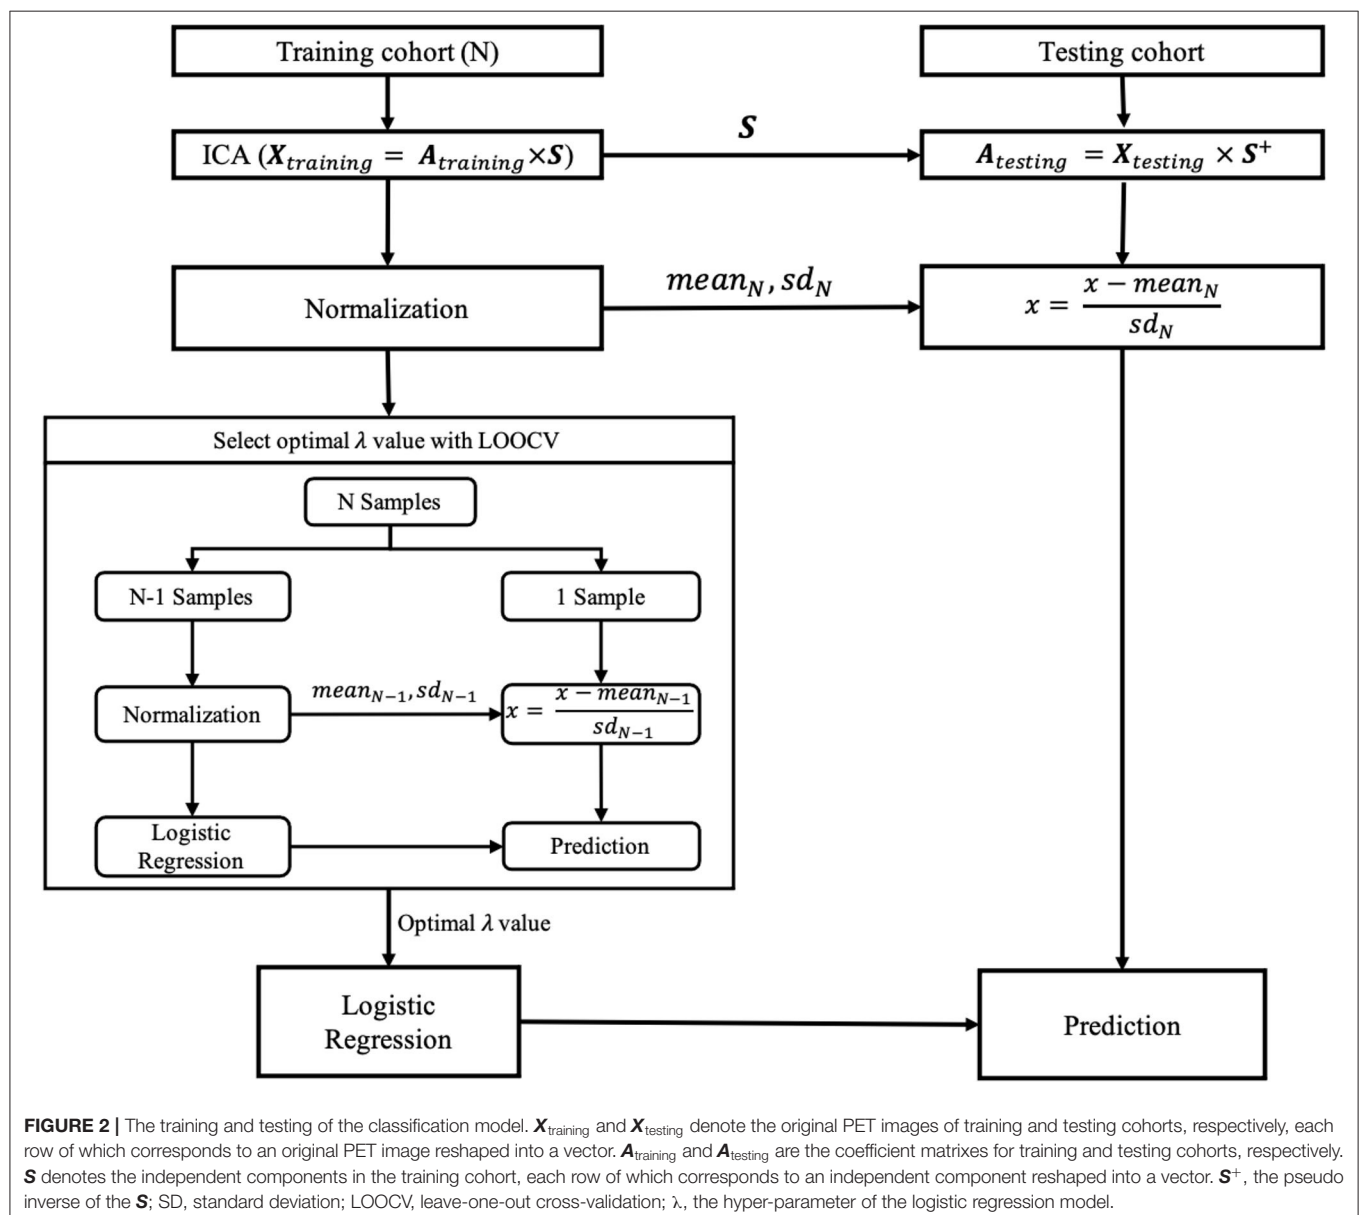 Training cohort (N)
Testing cohort
ICA (X_training = A_training×S)
S
A_testing = X_testing × S⁺
Normalization
mean_N, sd_N
x = (x − mean_N) / sd_N
Select optimal λ value with LOOCV
N Samples
N-1 Samples
1 Sample
Normalization
mean_N−1, sd_N−1
x = (x − mean_N−1) / sd_N−1
Logistic
Regression
Prediction
Optimal λ value
Logistic
Regression
Prediction
FIGURE 2 | The training and testing of the classification model. X_training and X_testing denote the original PET images of training and testing cohorts, respectively, each
row of which corresponds to an original PET image reshaped into a vector. A_training and A_testing are the coefficient matrixes for training and testing cohorts, respectively.
S denotes the independent components in the training cohort, each row of which corresponds to an independent component reshaped into a vector. S⁺, the pseudo
inverse of the S; SD, standard deviation; LOOCV, leave-one-out cross-validation; λ, the hyper-parameter of the logistic regression model.